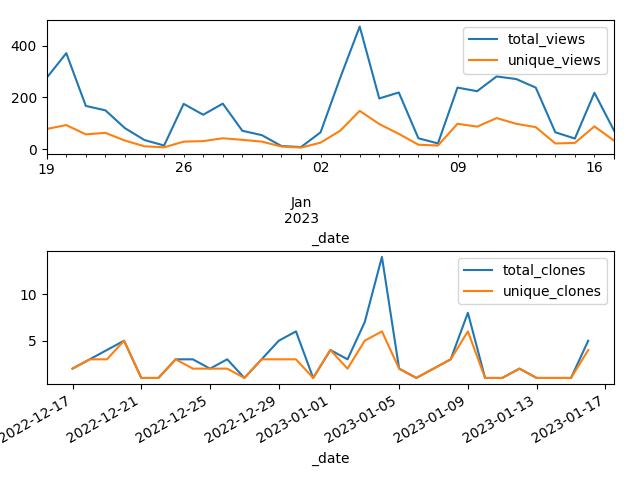 400
200
0
total_views
unique_views
19
26
02
09
16
Jan
2023
_date
10
5
total_clones
unique_clones
2022-12-17
2022-12-21
2022-12-25
2022-12-29
2023-01-01
2023-01-05
2023-01-09
2023-01-13
2023-01-17
_date